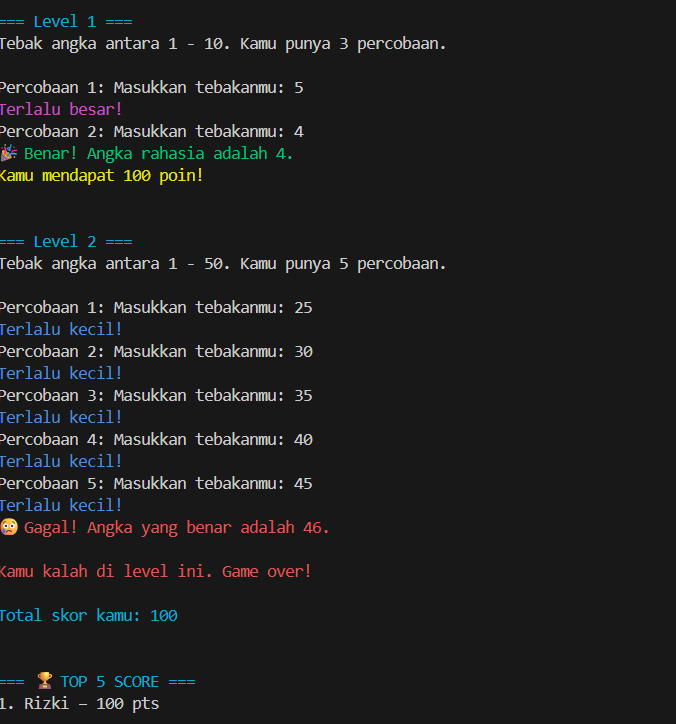 === Level 1 ===
Tebak angka antara 1 - 10. Kamu punya 3 percobaan.
Percobaan 1: Masukkan tebakanmu: 5
Terlalu besar!
Percobaan 2: Masukkan tebakanmu: 4
🎉 Benar! Angka rahasia adalah 4.
Kamu mendapat 100 poin!
=== Level 2 ===
Tebak angka antara 1 - 50. Kamu punya 5 percobaan.
Percobaan 1: Masukkan tebakanmu: 25
Terlalu kecil!
Percobaan 2: Masukkan tebakanmu: 30
Terlalu kecil!
Percobaan 3: Masukkan tebakanmu: 35
Terlalu kecil!
Percobaan 4: Masukkan tebakanmu: 40
Terlalu kecil!
Percobaan 5: Masukkan tebakanmu: 45
Terlalu kecil!
😢 Gagal! Angka yang benar adalah 46.
Kamu kalah di level ini. Game over!
Total skor kamu: 100
=== 🏆 TOP 5 SCORE ===
1. Rizki – 100 pts